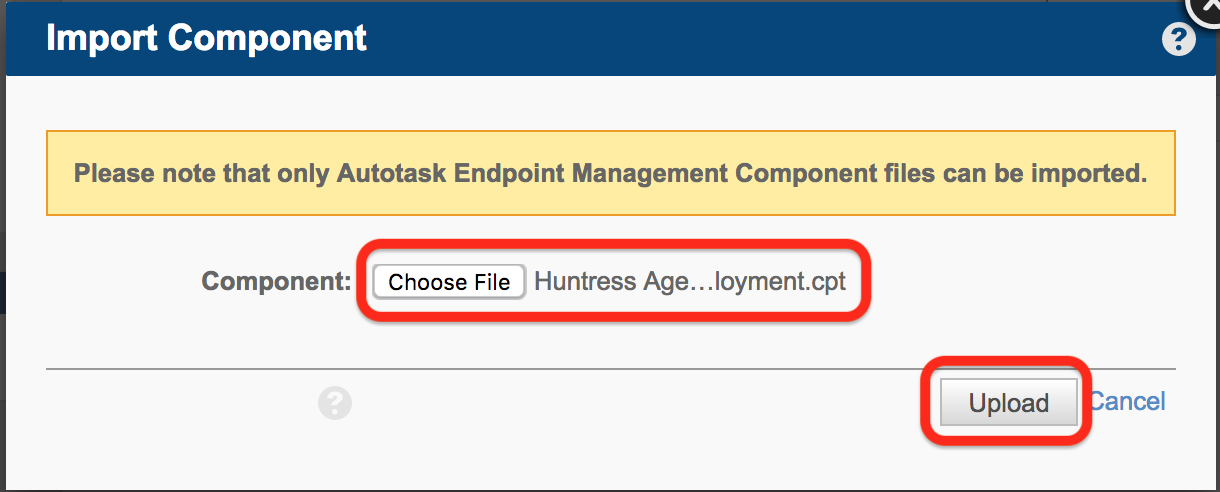 Import Component
?
Please note that only Autotask Endpoint Management Component files can be imported.
Component: Choose File Huntress Age...loyment.cpt
? Upload Cancel